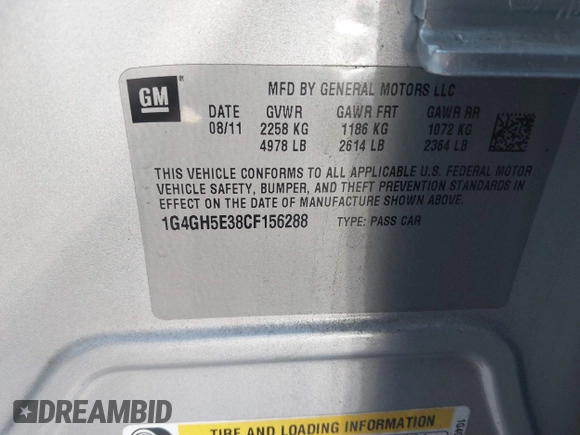 GM
MFD BY GENERAL MOTORS LLC
DATE GVWR GAWR FRT GAWR RR
08/11 2258 KG 1186 KG 1072 KG
4978 LB 2614 LB 2364 LB
THIS VEHICLE CONFORMS TO ALL APPLICABLE U.S. FEDERAL MOTOR
VEHICLE SAFETY, BUMPER, AND THEFT PREVENTION STANDARDS IN
EFFECT ON THE DATE OF MANUFACTURE SHOWN ABOVE.
1G4GH5E38CF156288 TYPE: PASS CAR
TIRE AND LOADING INFORMATION
DREAMBID